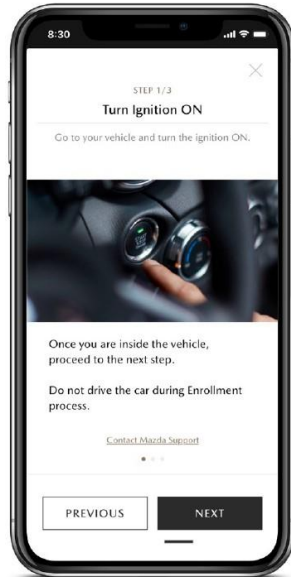 8:30
STEP 1/3
Turn Ignition ON
Go to your vehicle and turn the ignition ON.
Once you are inside the vehicle,
proceed to the next step.
Do not drive the car during Enrollment
process.
Contact Mazda Support
PREVIOUS
NEXT